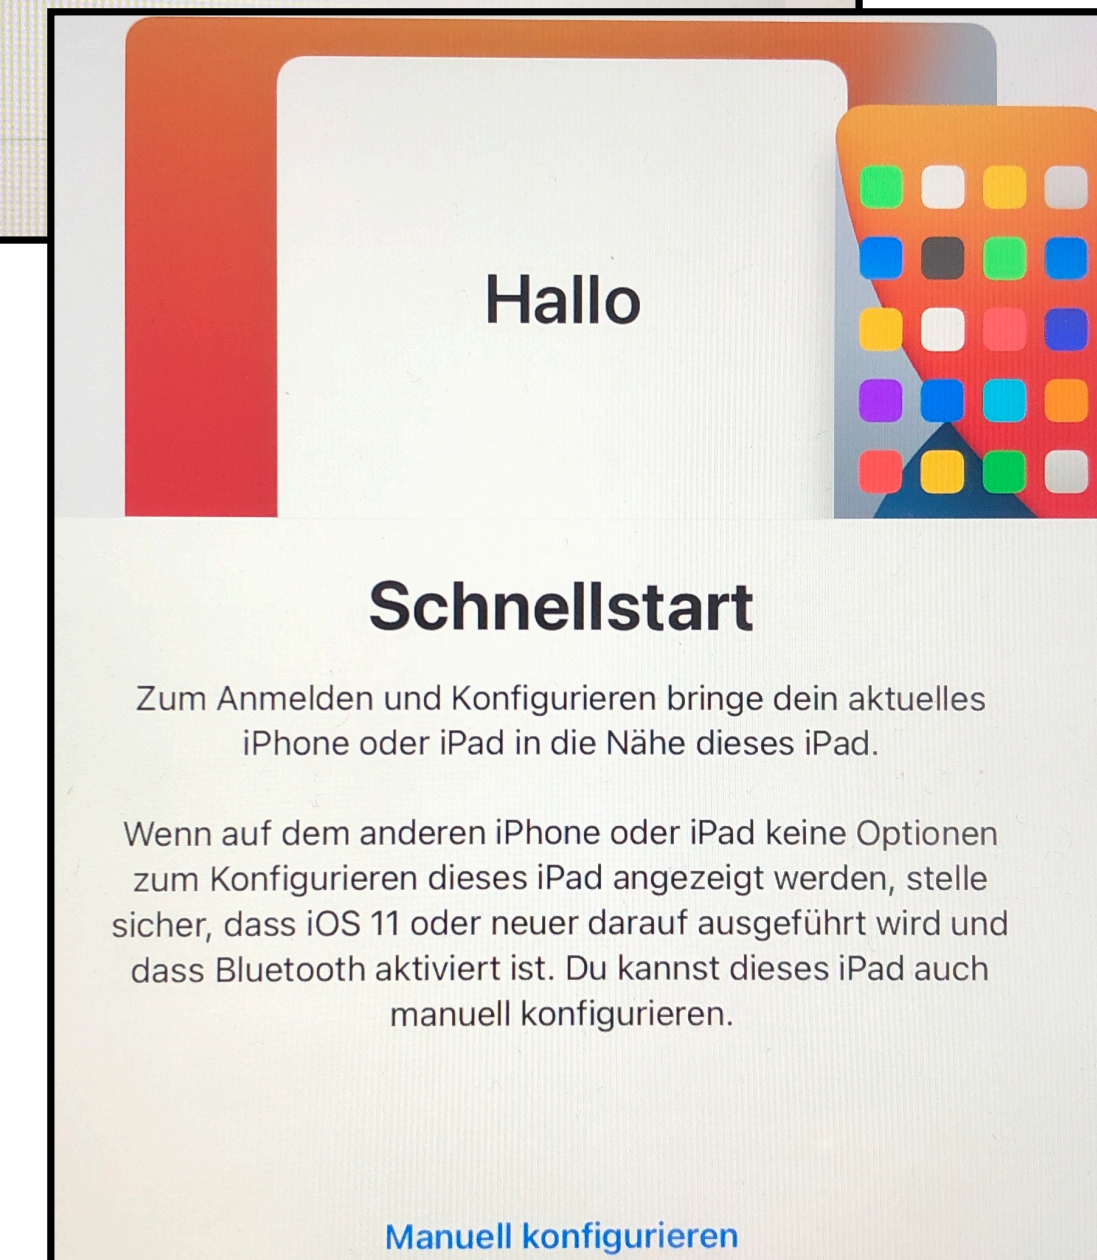 Hallo
Schnellstart
Zum Anmelden und Konfigurieren bringe dein aktuelles
iPhone oder iPad in die Nähe dieses iPad.
Wenn auf dem anderen iPhone oder iPad keine Optionen
zum Konfigurieren dieses iPad angezeigt werden, stelle
sicher, dass iOS 11 oder neuer darauf ausgeführt wird und
dass Bluetooth aktiviert ist. Du kannst dieses iPad auch
manuell konfigurieren.
Manuell konfigurieren